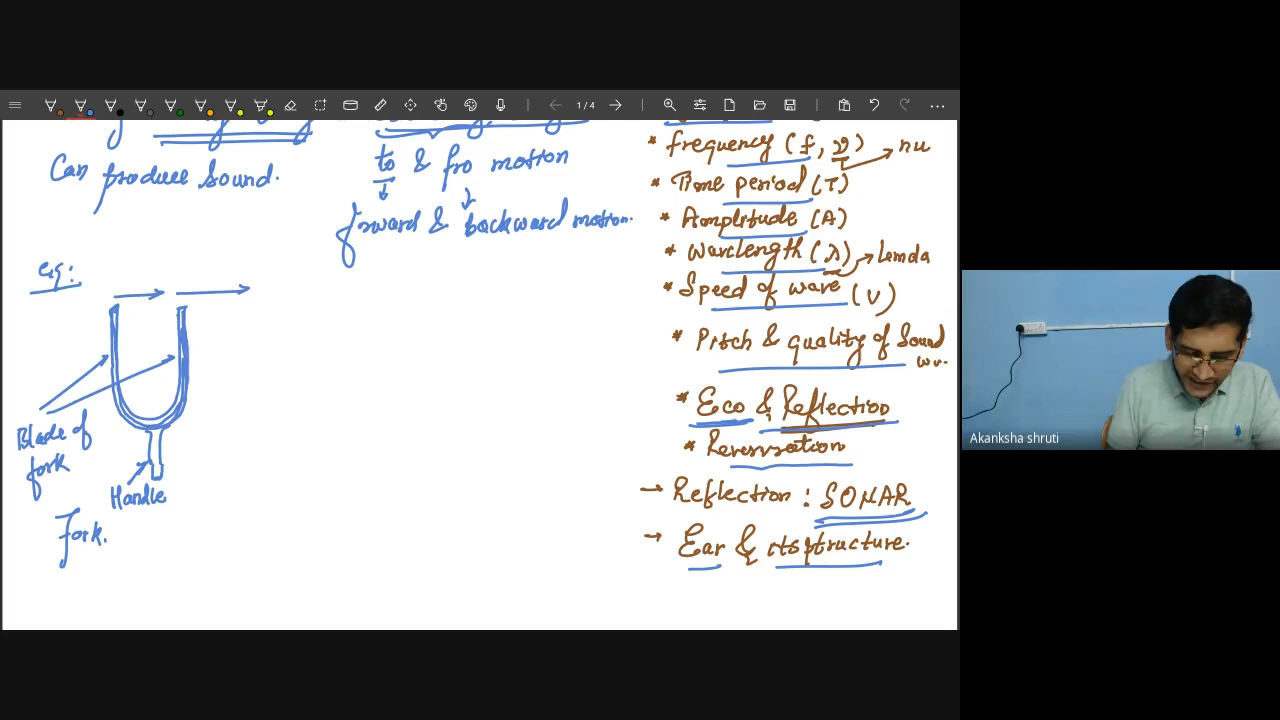 1/4
Can produce Sound.
to & fro motion
forward & backward motion.
eg:
Blade of
fork
Handle
fork.
* frequency (f, ν) → nu
* Time period (T)
* Amplitude (A)
* Wavelength (λ) → Lemda
* Speed of wave (v)
* Pitch & quality of Sound
wv.
* Eco & Reflection
→ Reflection : SONAR
→ Ear & its structure.
Akanksha shruti